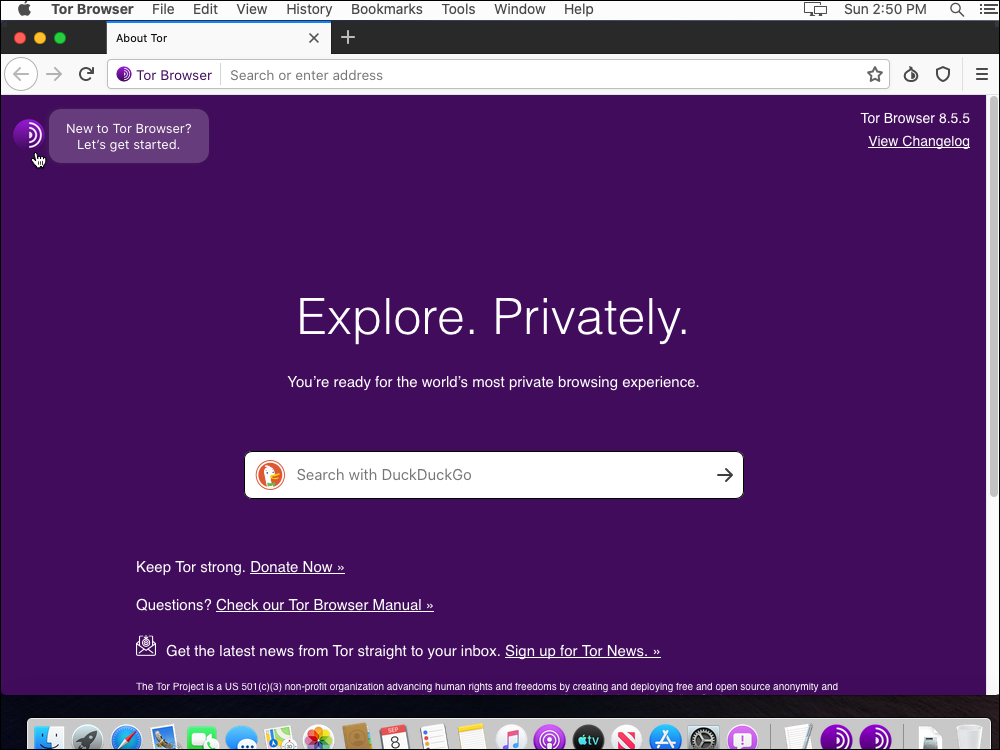 Tor Browser File Edit View History Bookmarks Tools Window Help Sun 2:50 PM
About Tor
Tor Browser Search or enter address
New to Tor Browser?
Let's get started.
Tor Browser 8.5.5
View Changelog
Explore. Privately.
You're ready for the world's most private browsing experience.
Search with DuckDuckGo
Keep Tor strong. Donate Now »
Questions? Check our Tor Browser Manual »
Get the latest news from Tor straight to your inbox. Sign up for Tor News. »
The Tor Project is a US 501(c)(3) non-profit organization advancing human rights and freedoms by creating and deploying free and open source anonymity and
SEP
8
tv